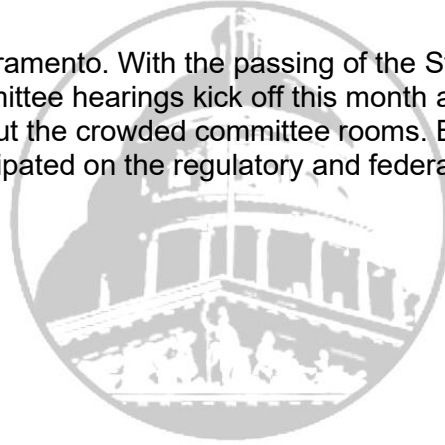 ramento. With the passing of the S
mittee hearings kick off this month a
ut the crowded committee rooms. E
ipated on the regulatory and federa